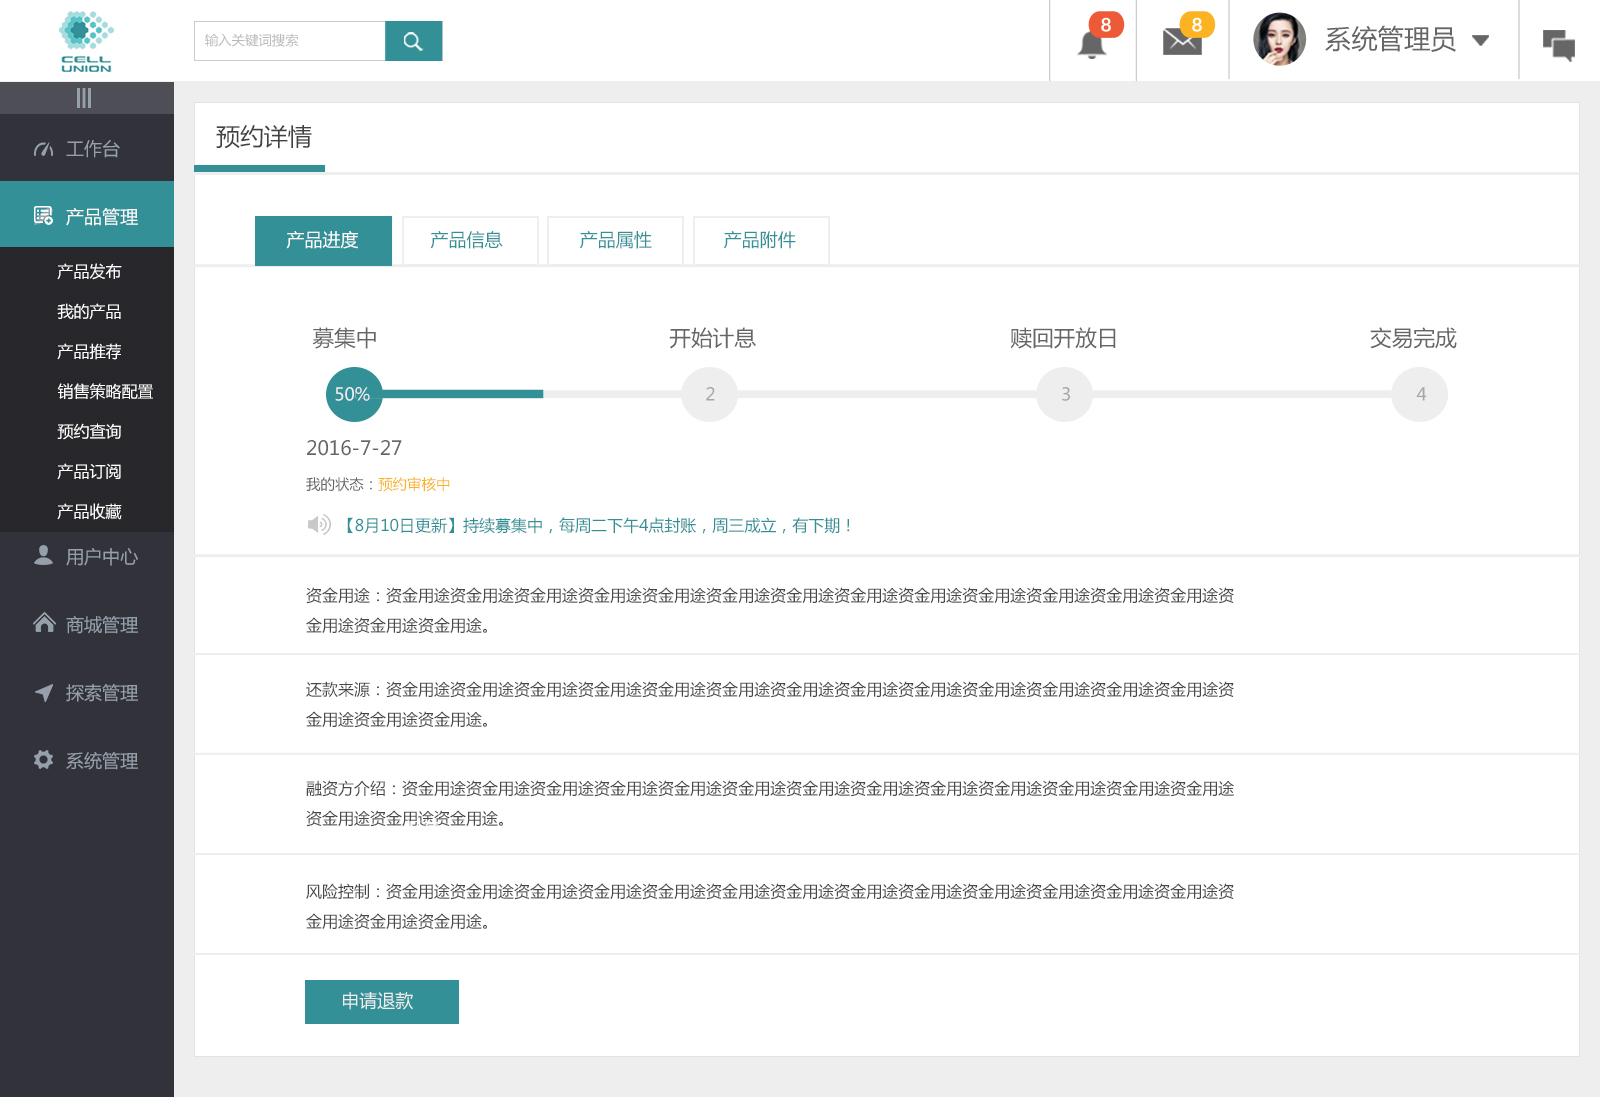 CELL
UNION
输入关键词搜索
8
8
系统管理员
工作台
产品管理
产品发布
我的产品
产品推荐
销售策略配置
预约查询
产品订阅
产品收藏
用户中心
商城管理
探索管理
系统管理
预约详情
产品进度
产品信息
产品属性
产品附件
募集中
开始计息
赎回开放日
交易完成
50%
2
3
4
2016-7-27
我的状态：预约审核中
【8月10日更新】持续募集中，每周二下午4点封账，周三成立，有下期！
资金用途：资金用途资金用途资金用途资金用途资金用途资金用途资金用途资金用途资金用途资金用途资金用途资金用途资金用途资
金用途资金用途资金用途。
还款来源：资金用途资金用途资金用途资金用途资金用途资金用途资金用途资金用途资金用途资金用途资金用途资金用途资金用途资
金用途资金用途资金用途。
融资方介绍：资金用途资金用途资金用途资金用途资金用途资金用途资金用途资金用途资金用途资金用途资金用途资金用途资金用途
资金用途资金用途资金用途。
风险控制：资金用途资金用途资金用途资金用途资金用途资金用途资金用途资金用途资金用途资金用途资金用途资金用途资金用途资
金用途资金用途资金用途。
申请退款